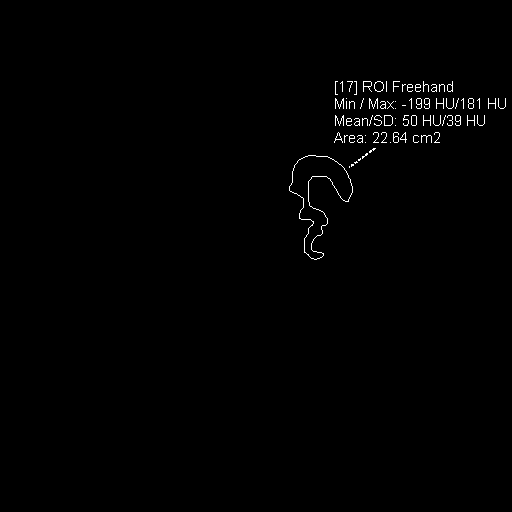 [17] ROI Freehand
Min / Max: -199 HU/181 HU
Mean/SD: 50 HU/39 HU
Area: 22.64 cm2